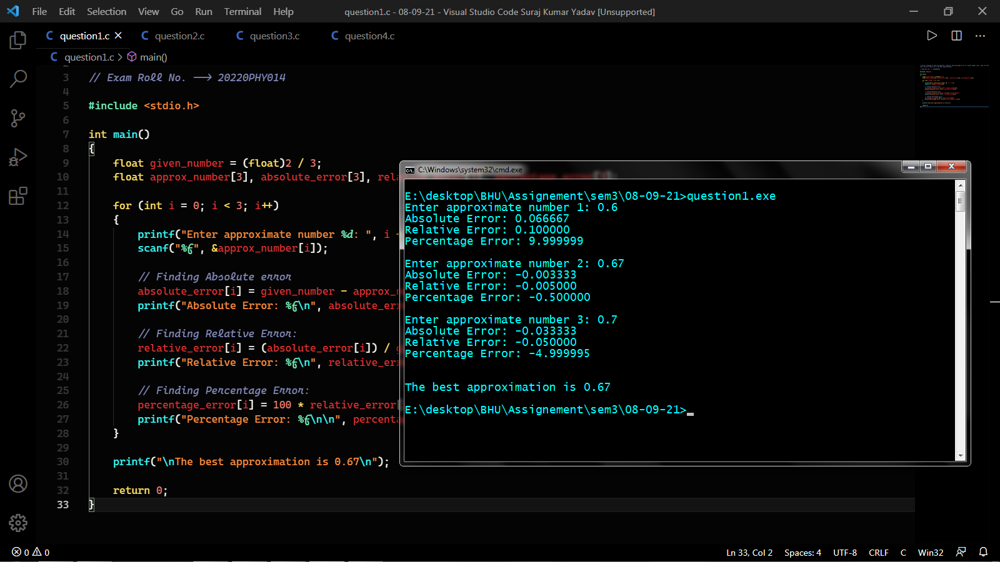 File Edit Selection View Go Run Terminal Help question1.c - 08-09-21 - Visual Studio Code Suraj Kumar Yadav [Unsupported]
C question1.c C question2.c C question3.c C question4.c
C question1.c > main()
3 // Exam Roll No. --> 20220PHY014
4
5 #include <stdio.h>
6
7 int main()
8 {
9 float given_number = (float)2 / 3;
10 float approx_number[3], absolute_error[3], rel
11
12 for (int i = 0; i < 3; i++)
13 {
14 printf("Enter approximate number %d: ", i
15 scanf("%f", &approx_number[i]);
16
17 // Finding Absolute error
18 absolute_error[i] = given_number - approx_
19 printf("Absolute Error: %f\n", absolute_er
20
21 // Finding Relative Error:
22 relative_error[i] = (absolute_error[i]) /
23 printf("Relative Error: %f\n", relative_er
24
25 // Finding Percentage Error:
26 percentage_error[i] = 100 * relative_error[
27 printf("Percentage Error: %f\n\n", percent
28 }
29
30 printf("\nThe best approximation is 0.67\n");
31
32 return 0;
33 }
C:\Windows\system32\cmd.exe
E:\desktop\BHU\Assignement\sem3\08-09-21>question1.exe
Enter approximate number 1: 0.6
Absolute Error: 0.066667
Relative Error: 0.100000
Percentage Error: 9.999999
Enter approximate number 2: 0.67
Absolute Error: -0.003333
Relative Error: -0.005000
Percentage Error: -0.500000
Enter approximate number 3: 0.7
Absolute Error: -0.033333
Relative Error: -0.050000
Percentage Error: -4.999995
The best approximation is 0.67
E:\desktop\BHU\Assignement\sem3\08-09-21>
0 0 Ln 33, Col 2 Spaces: 4 UTF-8 CRLF C Win32